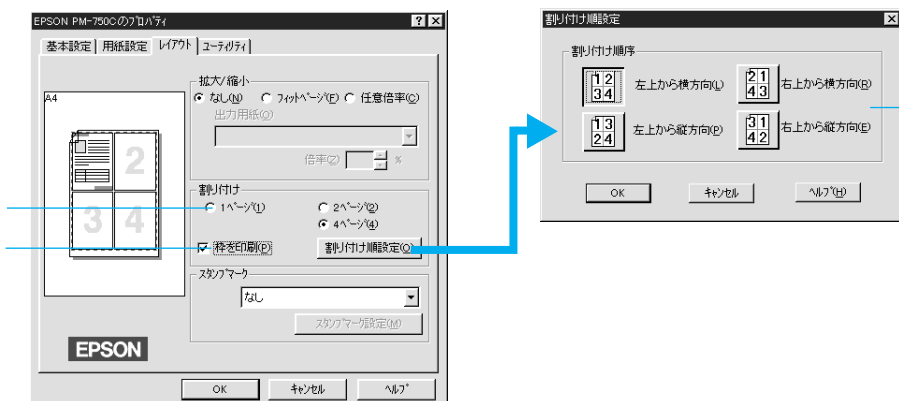 EPSON PM-750Cのﾌﾟﾛﾊﾟﾃｨ
基本設定 用紙設定 ﾚｲｱｳﾄ ﾕｰﾃｨﾘﾃｨ
A4
2
3 4
EPSON
拡大/縮小
なし(N) ﾌｨｯﾄﾍﾟｰｼﾞ(F) 任意倍率(C)
出力用紙(O)
倍率(Z) %
割り付け
1ﾍﾟｰｼﾞ(1) 2ﾍﾟｰｼﾞ(2)
4ﾍﾟｰｼﾞ(4)
枠を印刷(P) 割り付け順設定(O)
ｽﾀﾝﾌﾟﾏｰｸ
なし
ｽﾀﾝﾌﾟﾏｰｸ設定(M)
OK ｷｬﾝｾﾙ ﾍﾙﾌﾟ
割り付け順設定
割り付け順序
1 2
3 4
左上から横方向(L)
2 1
4 3
右上から横方向(R)
1 3
2 4
左上から縦方向(P)
3 1
4 2
右上から縦方向(E)
OK ｷｬﾝｾﾙ ﾍﾙﾌﾟ(H)